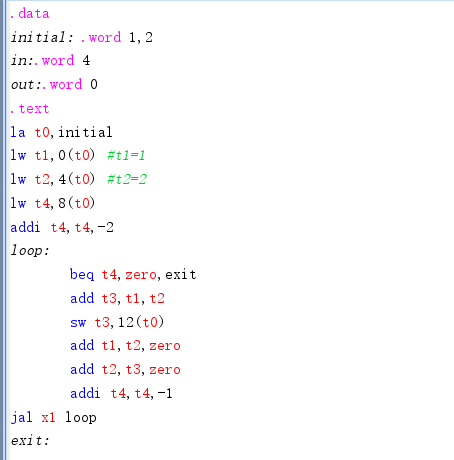 .data
initial: .word 1,2
in:.word 4
out:.word 0
.text
la t0,initial
lw t1,0(t0) #t1=1
lw t2,4(t0) #t2=2
lw t4,8(t0)
addi t4,t4,-2
loop:
beq t4,zero,exit
add t3,t1,t2
sw t3,12(t0)
add t1,t2,zero
add t2,t3,zero
addi t4,t4,-1
jal x1 loop
exit: